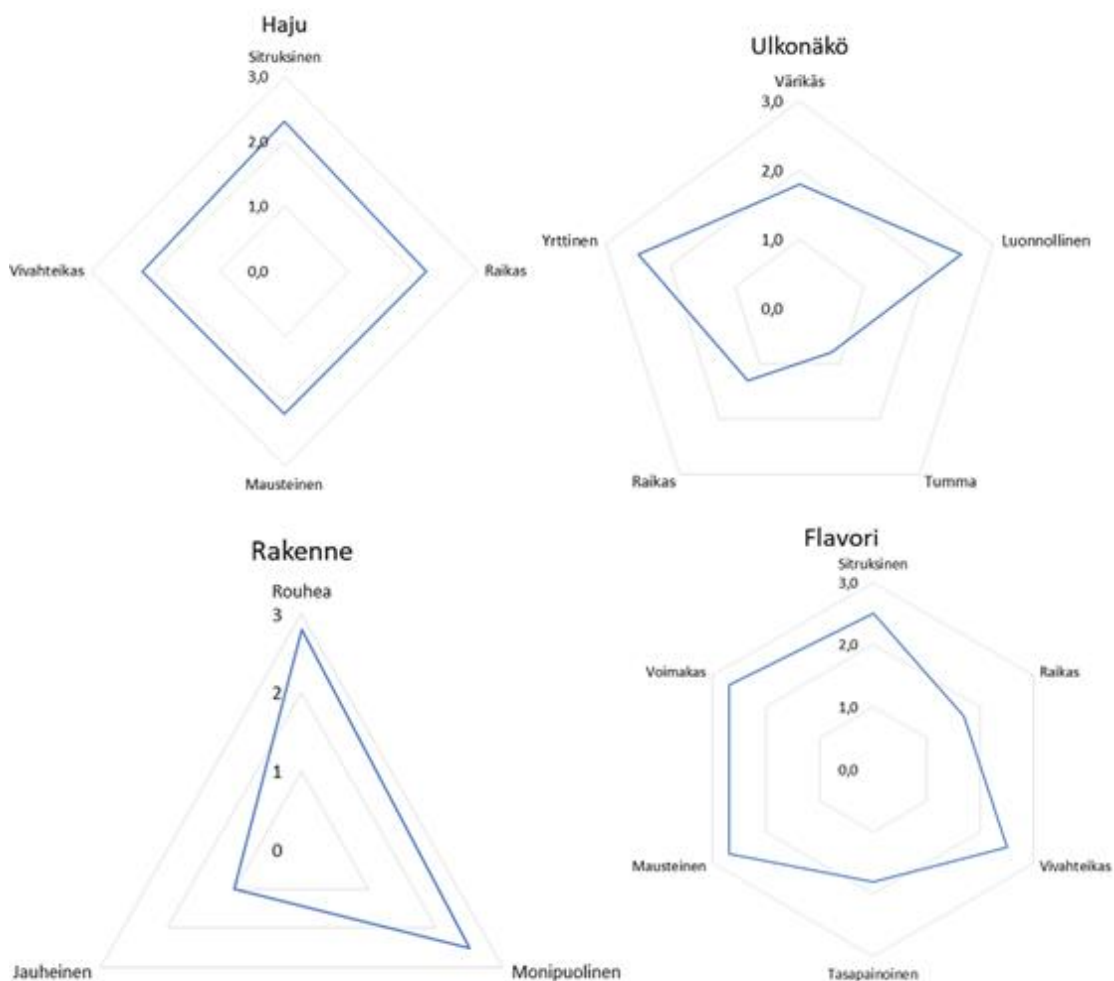 Haju
Sitruksinen
3,0
2,0
1,0
0,0
Vivahteikas
Raikas
Mausteinen
Ulkonäkö
Värikäs
3,0
2,0
1,0
0,0
Yrttinen
Luonnollinen
Raikas
Tumma
Rakenne
Rouhea
3
2
1
0
Jauheinen
Monipuolinen
Flavori
Sitruksinen
3,0
2,0
1,0
0,0
Voimakas
Raikas
Mausteinen
Vivahteikas
Tasapainoinen